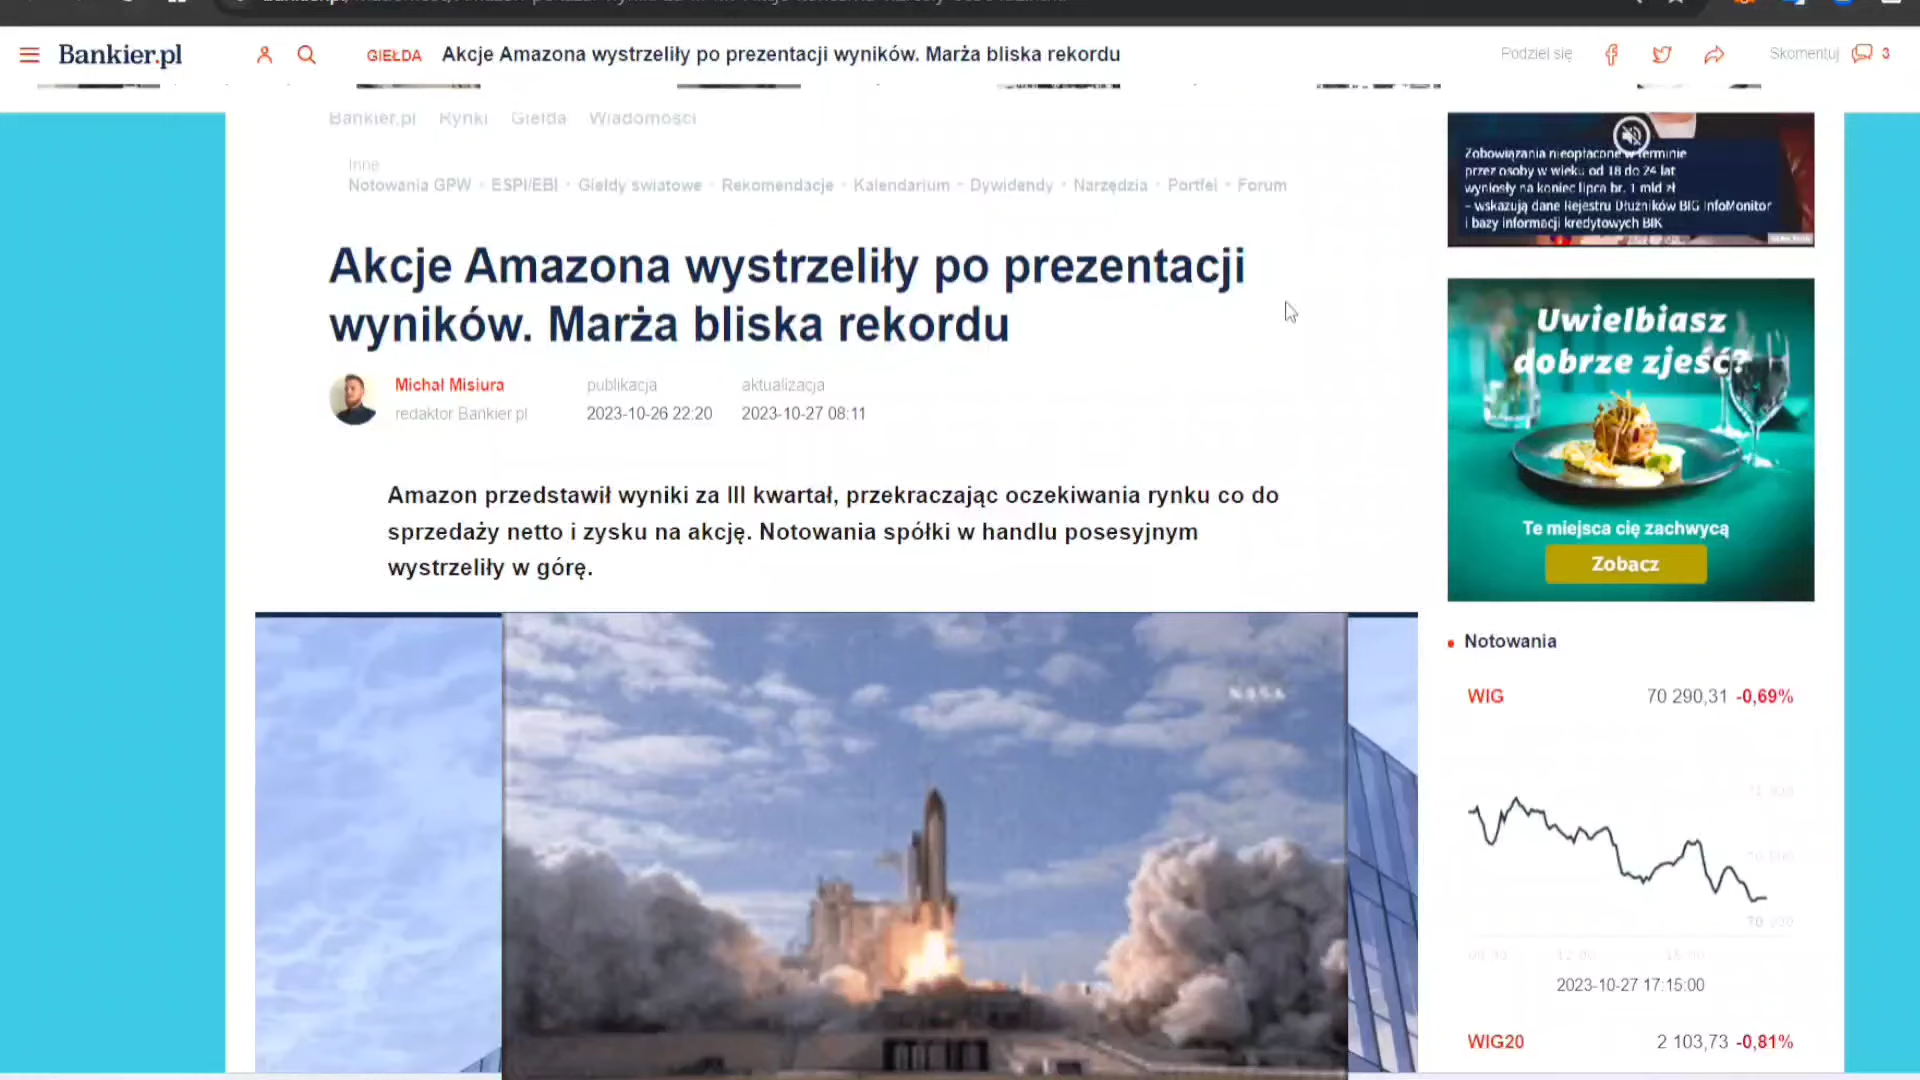 Bankier.pl
GIEŁDA Akcje Amazona wystrzeliły po prezentacji wyników. Marża bliska rekordu
Podziel się
Skomentuj 3
Bankier.pl Rynki Giełda Wiadomości
Inne
Notowania GPW • ESPI/EBI • Giełdy światowe • Rekomendacje • Kalendarium • Dywidendy • Narzędzia • Portfel • Forum
Akcje Amazona wystrzeliły po prezentacji
wyników. Marża bliska rekordu
Michał Misiura
redaktor Bankier.pl
publikacja
2023-10-26 22:20
aktualizacja
2023-10-27 08:11
Amazon przedstawił wyniki za III kwartał, przekraczając oczekiwania rynku co do
sprzedaży netto i zysku na akcję. Notowania spółki w handlu posesyjnym
wystrzeliły w górę.
NASA
Zobowiązania nieopłacone w terminie
przez osoby w wieku od 18 do 24 lat
wyniosły na koniec lipca br. 1 mld zł
– wskazują dane Rejestru Dłużników BIG InfoMonitor
i bazy informacji kredytowych BIK
Uwielbiasz
dobrze zjeść?
Te miejsca cię zachwycą
Zobacz
Notowania
WIG 70 290,31 -0,69%
2023-10-27 17:15:00
WIG20 2 103,73 -0,81%